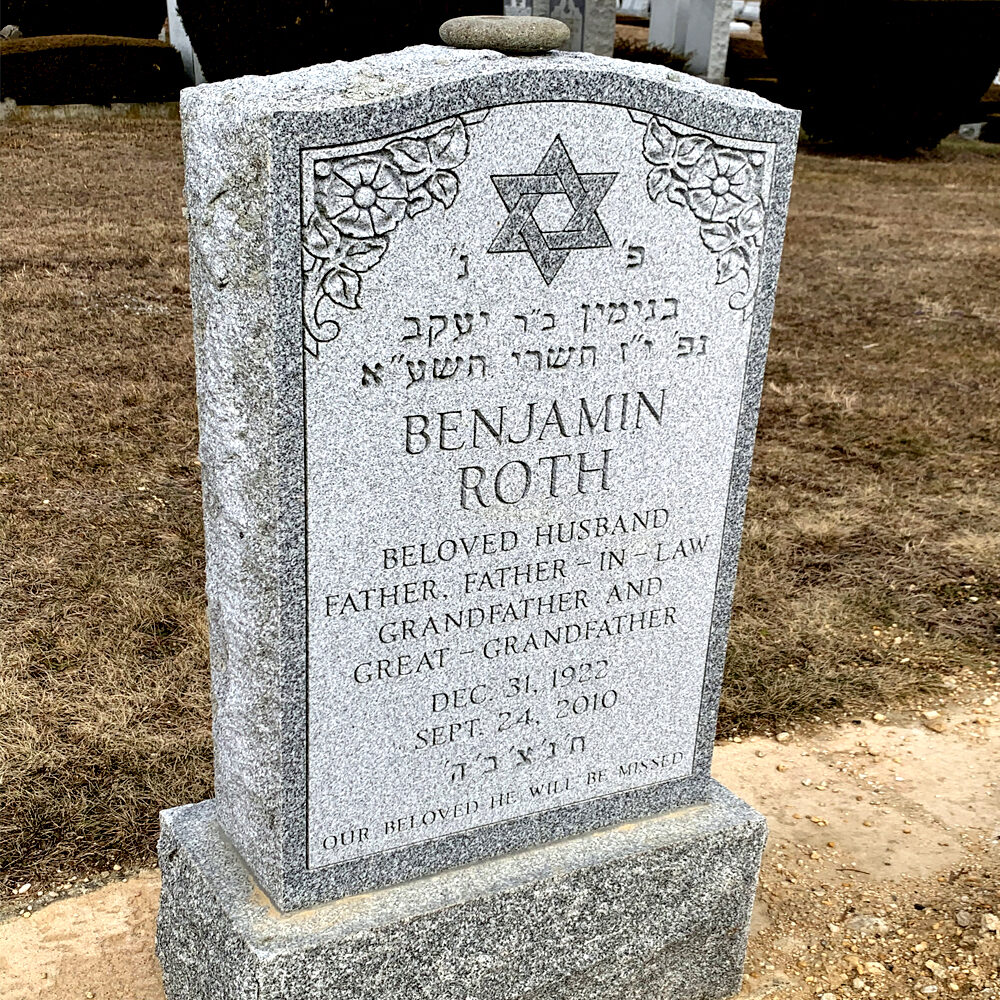 פ' נ'
בנימין ב"ר יעקב
נפ' י"ז תשרי תשע"א
BENJAMIN
ROTH
BELOVED HUSBAND
FATHER, FATHER-IN-LAW
GRANDFATHER AND
GREAT-GRANDFATHER
DEC. 31, 1922
SEPT. 24, 2010
ת' נ' צ' ב' ה'
OUR BELOVED HE WILL BE MISSED